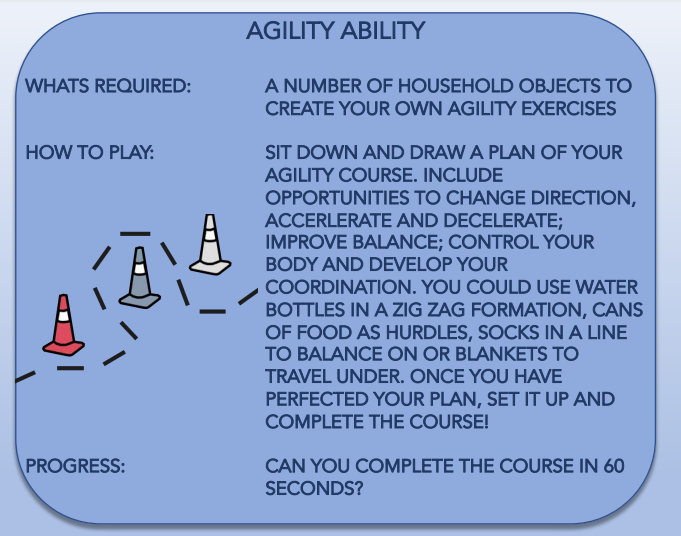 AGILITY ABILITY
WHATS REQUIRED:
A NUMBER OF HOUSEHOLD OBJECTS TO
CREATE YOUR OWN AGILITY EXERCISES
HOW TO PLAY:
SIT DOWN AND DRAW A PLAN OF YOUR
AGILITY COURSE. INCLUDE
OPPORTUNITIES TO CHANGE DIRECTION,
ACCERLERATE AND DECELERATE;
IMPROVE BALANCE; CONTROL YOUR
BODY AND DEVELOP YOUR
COORDINATION. YOU COULD USE WATER
BOTTLES IN A ZIG ZAG FORMATION, CANS
OF FOOD AS HURDLES, SOCKS IN A LINE
TO BALANCE ON OR BLANKETS TO
TRAVEL UNDER. ONCE YOU HAVE
PERFECTED YOUR PLAN, SET IT UP AND
COMPLETE THE COURSE!
PROGRESS:
CAN YOU COMPLETE THE COURSE IN 60
SECONDS?